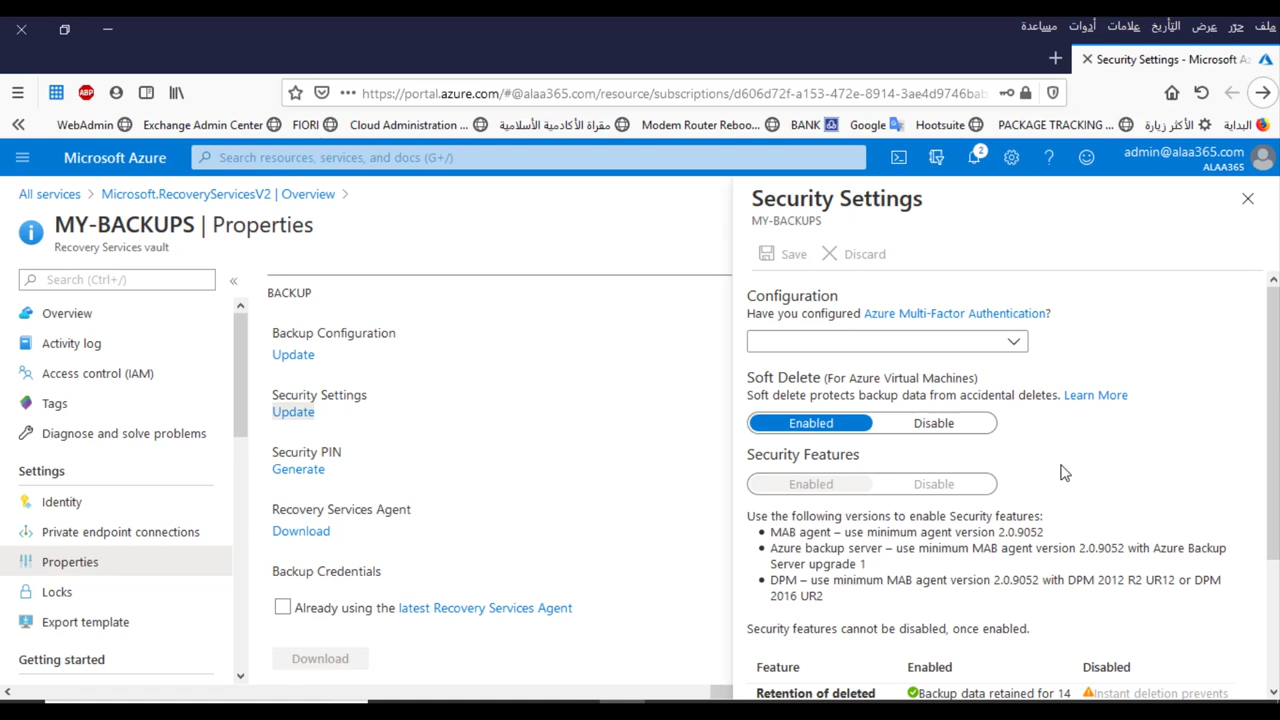 ملف حرّر عرض التأريخ علامات أدوات مساعدة
Security Settings - Microsoft Az
https://portal.azure.com/#@alaa365.com/resource/subscriptions/d606d72f-a153-472e-8914-3ae4d9746bab
WebAdmin
Exchange Admin Center
FIORI
Cloud Administration ...
مقراة الأكادمية الأسلامية
Modem Router Reboo...
BANK
Google
Hootsuite
PACKAGE TRACKING ...
الأكثر زيارة
البداية
Microsoft Azure
Search resources, services, and docs (G+/)
2
admin@alaa365.com
ALAA365
All services > Microsoft.RecoveryServicesV2 | Overview >
MY-BACKUPS | Properties
Recovery Services vault
Search (Ctrl+/)
Overview
Activity log
Access control (IAM)
Tags
Diagnose and solve problems
Settings
Identity
Private endpoint connections
Properties
Locks
Export template
Getting started
BACKUP
Backup Configuration
Update
Security Settings
Update
Security PIN
Generate
Recovery Services Agent
Download
Backup Credentials
Already using the latest Recovery Services Agent
Download
Security Settings
MY-BACKUPS
Save Discard
Configuration
Have you configured Azure Multi-Factor Authentication?
Soft Delete (For Azure Virtual Machines)
Soft delete protects backup data from accidental deletes. Learn More
Enabled Disable
Security Features
Enabled Disable
Use the following versions to enable Security features:
• MAB agent – use minimum agent version 2.0.9052
• Azure backup server – use minimum MAB agent version 2.0.9052 with Azure Backup
Server upgrade 1
• DPM – use minimum MAB agent version 2.0.9052 with DPM 2012 R2 UR12 or DPM
2016 UR2
Security features cannot be disabled, once enabled.
Feature Enabled Disabled
Retention of deleted Backup data retained for 14 Instant deletion prevents